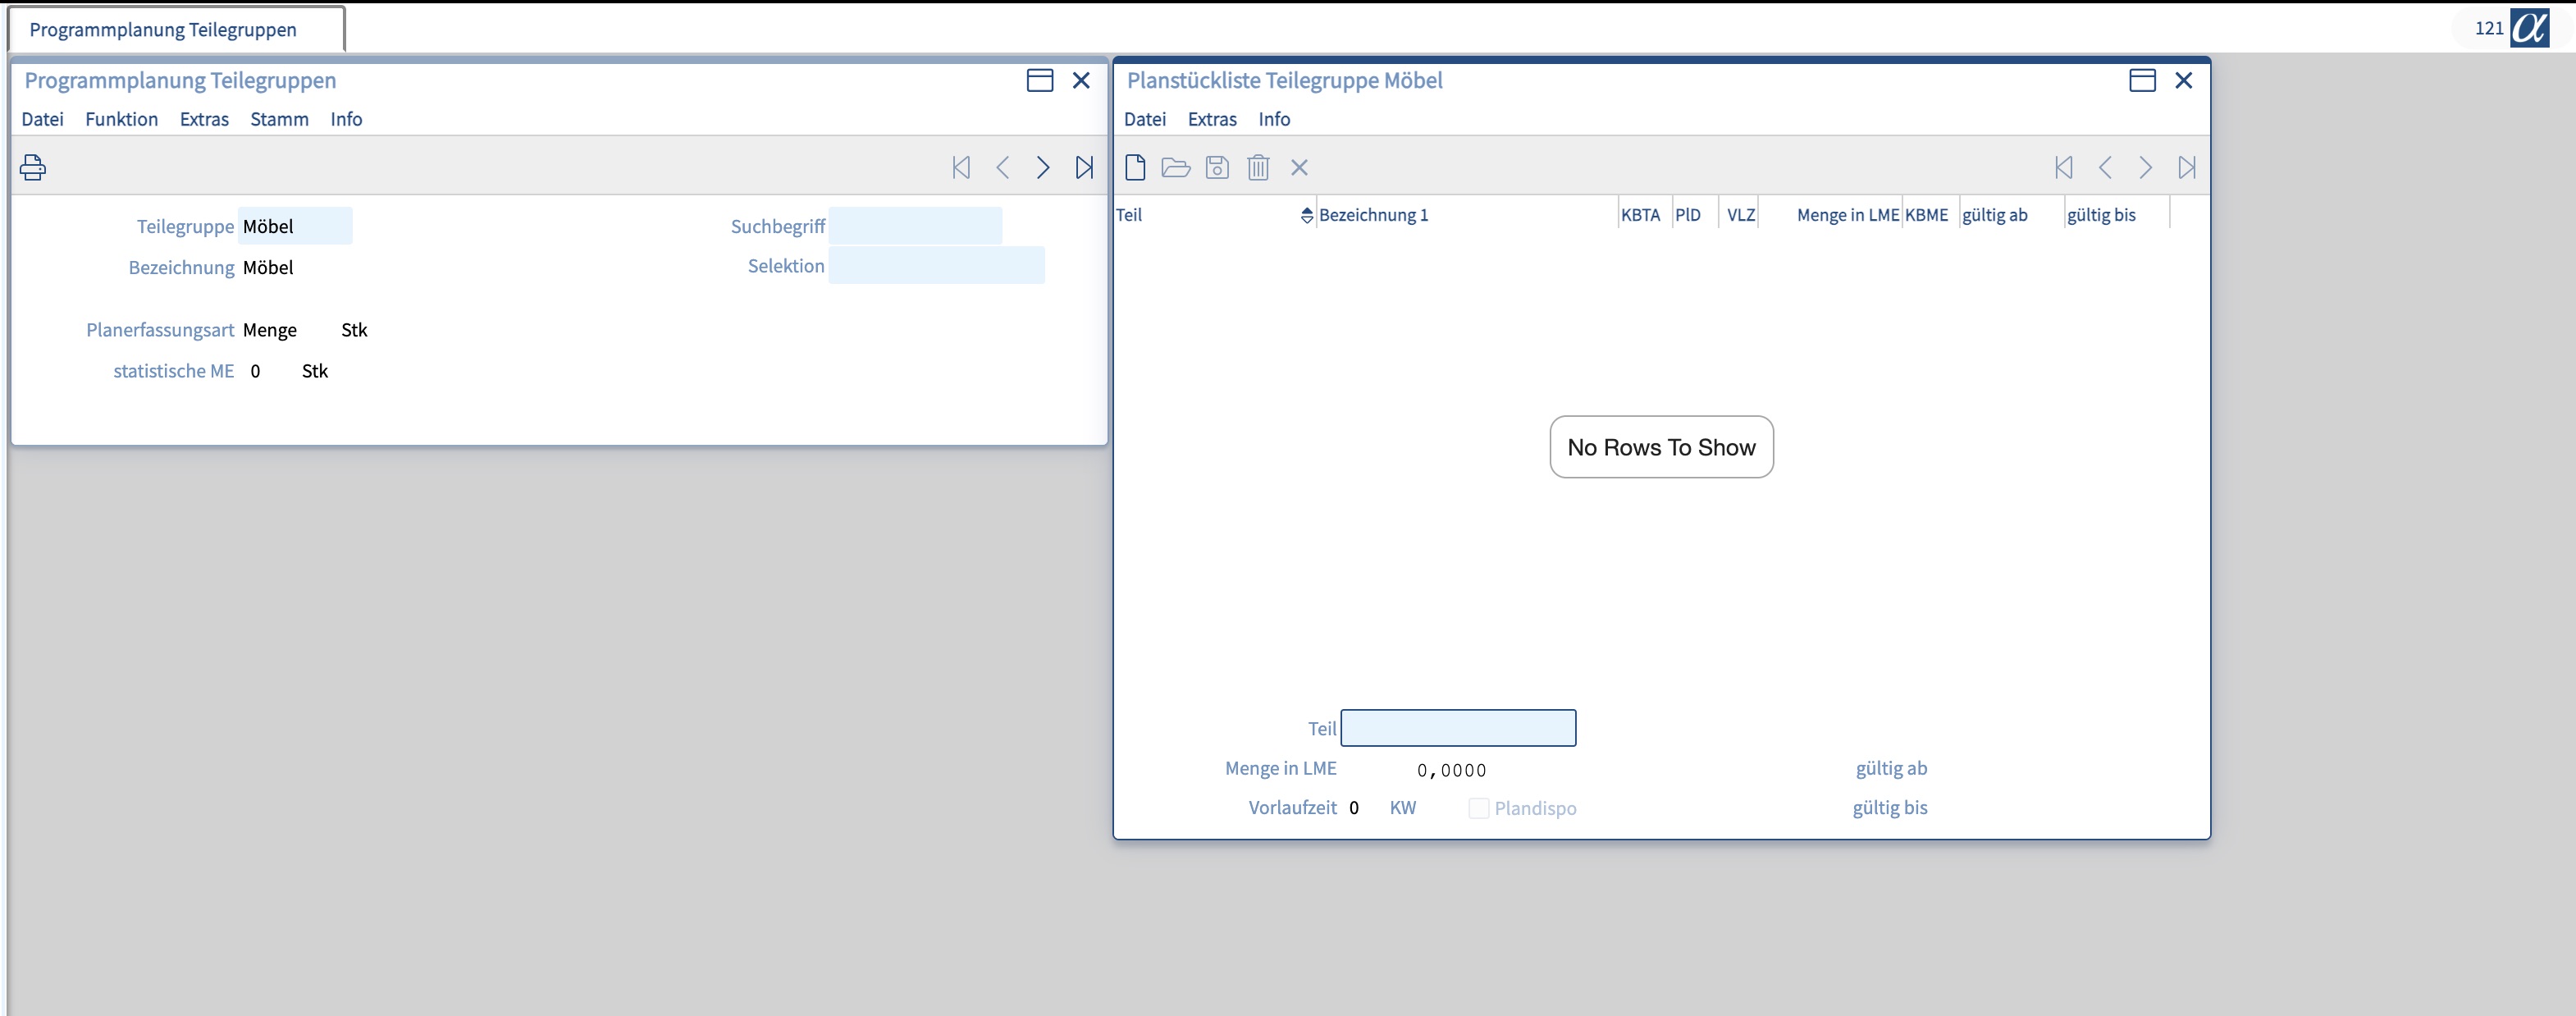 Programmplanung Teilegruppen
121 α
Programmplanung Teilegruppen
Datei Funktion Extras Stamm Info
Teilegruppe Möbel
Suchbegriff
Bezeichnung Möbel
Selektion
Planerfassungsart Menge Stk
statistische ME 0 Stk
Planstückliste Teilegruppe Möbel
Datei Extras Info
Teil Bezeichnung 1 KBTA PlD VLZ Menge in LME KBME gültig ab gültig bis
No Rows To Show
Teil
Menge in LME 0,0000 gültig ab
Vorlaufzeit 0 KW Plandispo gültig bis